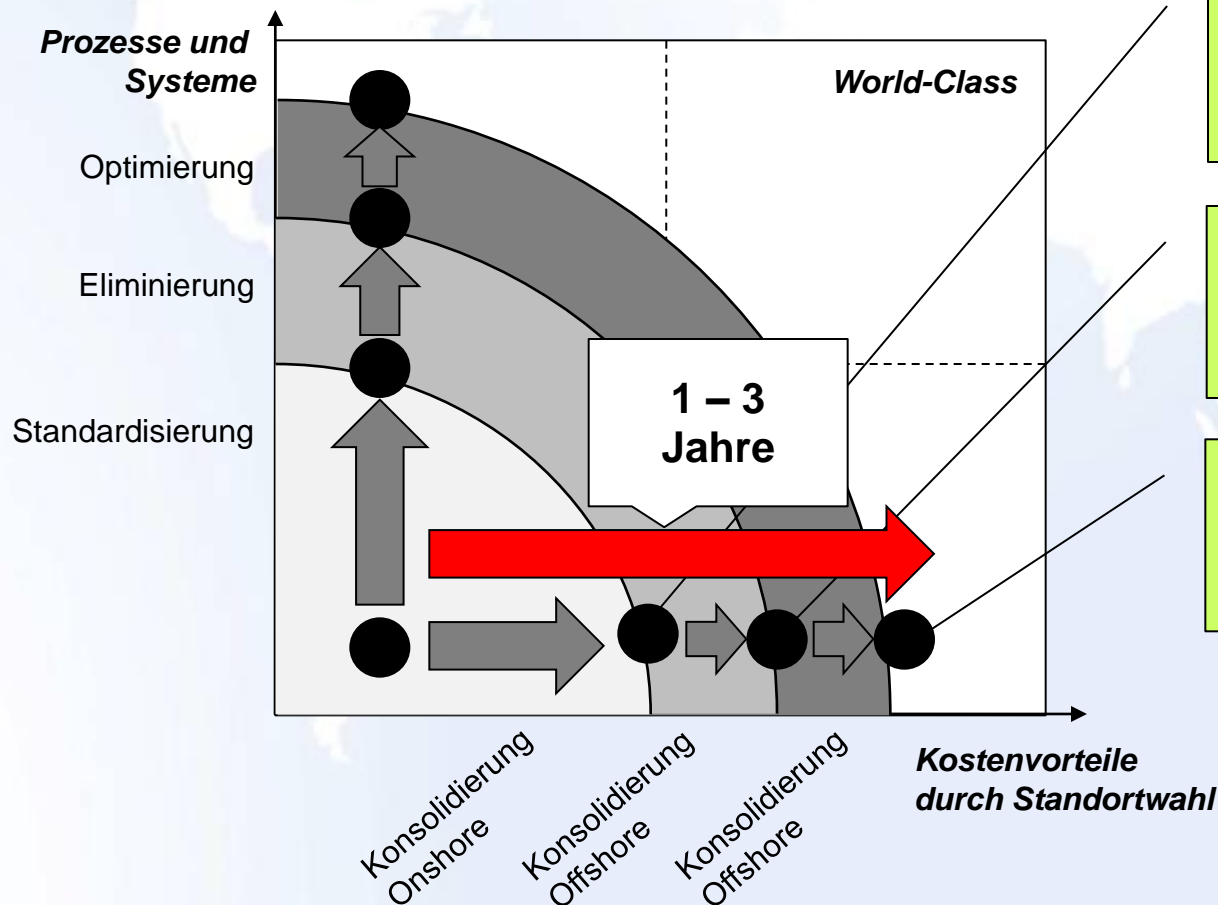 Prozesse und
Systeme
World-Class
Optimierung
Eliminierung
1 – 3
Jahre
Standardisierung
Konsolidierung
Onshore
Konsolidierung
Offshore
Konsolidierung
Offshore
Kostenvorteile
durch Standortwahl